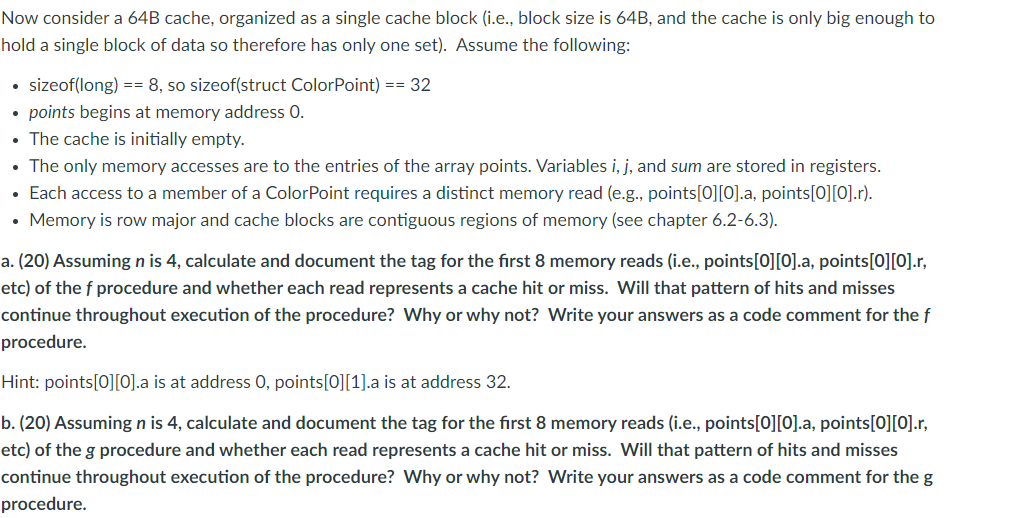 Now consider a 64B cache, organized as a single cache block (i.e., block size is 64B, and the cache is only big enough to
hold a single block of data so therefore has only one set).  Assume the following:
• sizeof(long) == 8, so sizeof(struct ColorPoint) == 32
• points begins at memory address 0.
• The cache is initially empty.
• The only memory accesses are to the entries of the array points. Variables i, j, and sum are stored in registers.
• Each access to a member of a ColorPoint requires a distinct memory read (e.g., points[0][0].a, points[0][0].r).
• Memory is row major and cache blocks are contiguous regions of memory (see chapter 6.2-6.3).
a. (20) Assuming n is 4, calculate and document the tag for the first 8 memory reads (i.e., points[0][0].a, points[0][0].r,
etc) of the f procedure and whether each read represents a cache hit or miss.  Will that pattern of hits and misses
continue throughout execution of the procedure?  Why or why not?  Write your answers as a code comment for the f
procedure.
Hint: points[0][0].a is at address 0, points[0][1].a is at address 32.
b. (20) Assuming n is 4, calculate and document the tag for the first 8 memory reads (i.e., points[0][0].a, points[0][0].r,
etc) of the g procedure and whether each read represents a cache hit or miss.  Will that pattern of hits and misses
continue throughout execution of the procedure?  Why or why not?  Write your answers as a code comment for the g
procedure.